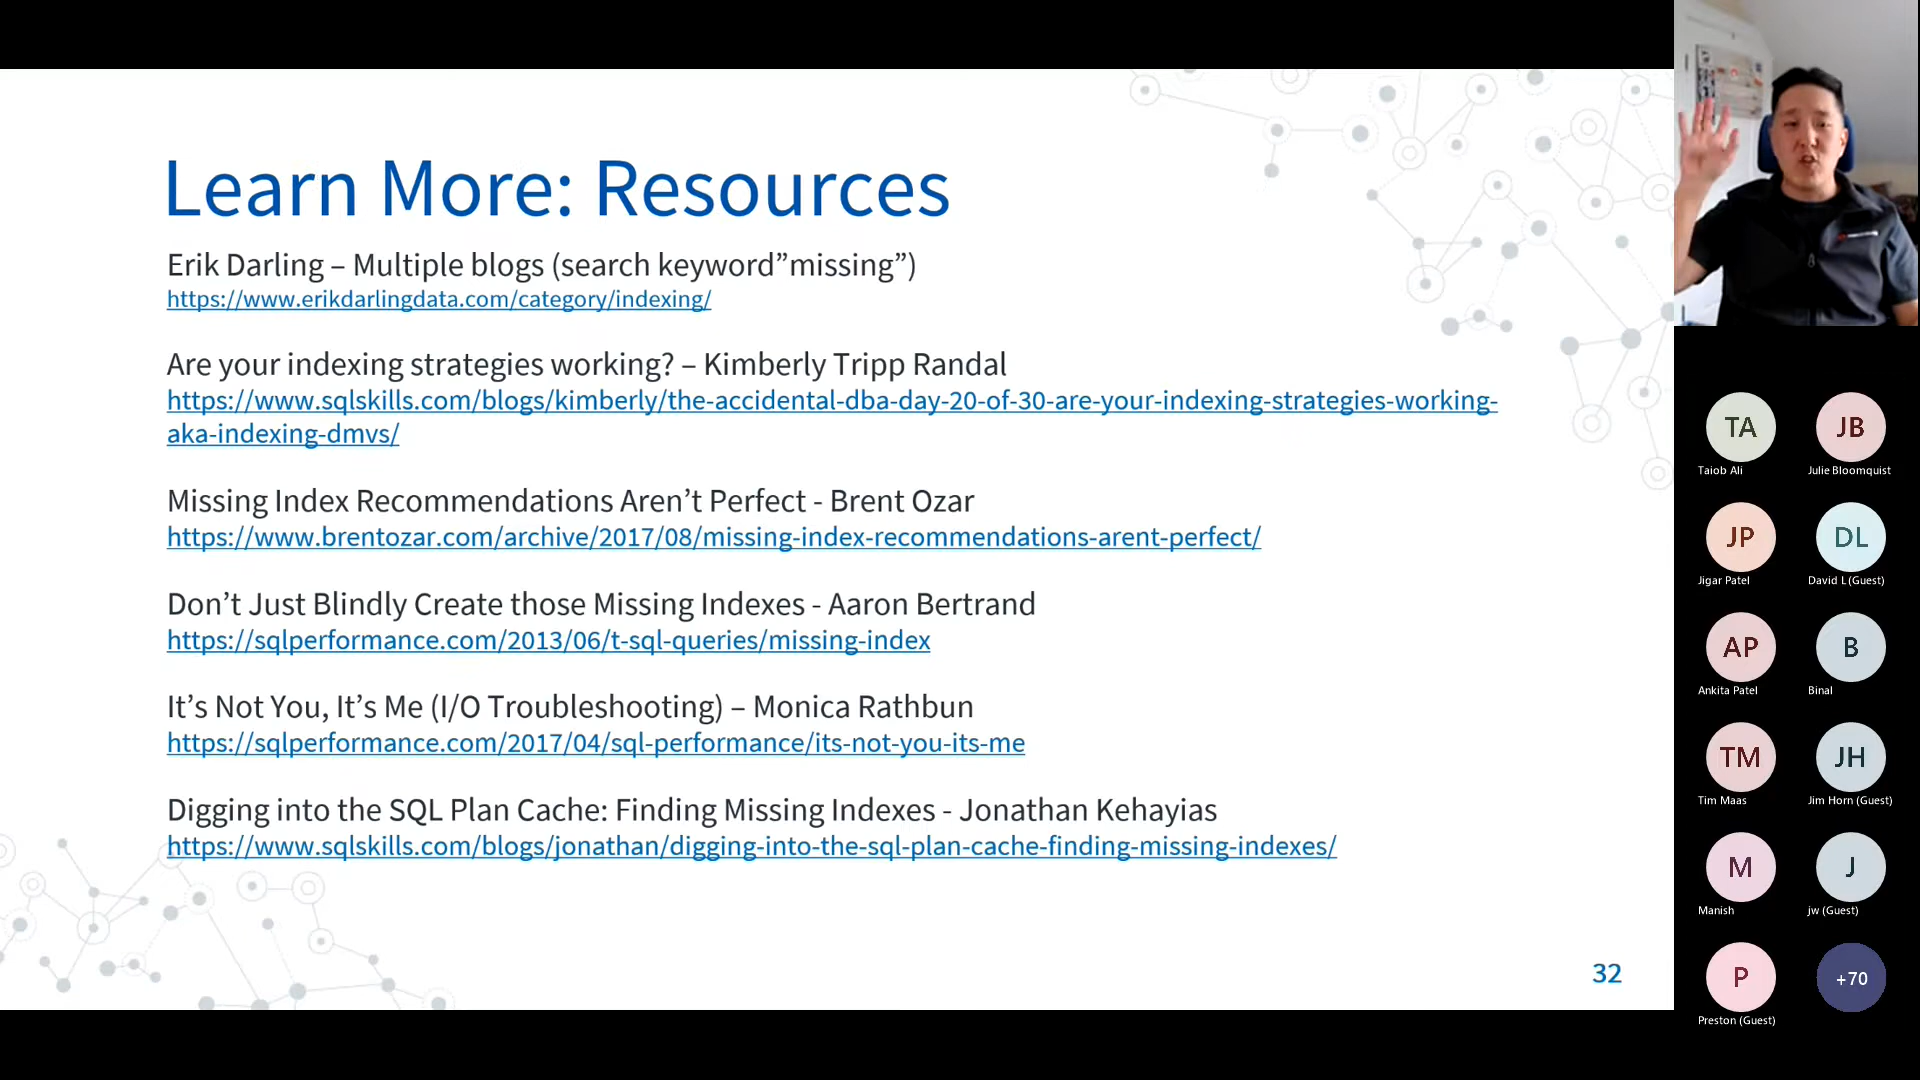 Learn More: Resources
Erik Darling – Multiple blogs (search keyword”missing”)
https://www.erikdarlingdata.com/category/indexing/
Are your indexing strategies working? – Kimberly Tripp Randal
https://www.sqlskills.com/blogs/kimberly/the-accidental-dba-day-20-of-30-are-your-indexing-strategies-working-
aka-indexing-dmvs/
Missing Index Recommendations Aren’t Perfect - Brent Ozar
https://www.brentozar.com/archive/2017/08/missing-index-recommendations-arent-perfect/
Don’t Just Blindly Create those Missing Indexes - Aaron Bertrand
https://sqlperformance.com/2013/06/t-sql-queries/missing-index
It’s Not You, It’s Me (I/O Troubleshooting) – Monica Rathbun
https://sqlperformance.com/2017/04/sql-performance/its-not-you-its-me
Digging into the SQL Plan Cache: Finding Missing Indexes - Jonathan Kehayias
https://www.sqlskills.com/blogs/jonathan/digging-into-the-sql-plan-cache-finding-missing-indexes/
32
TA
Taiob Ali
JB
Julie Bloomquist
JP
Jigar Patel
DL
David L (Guest)
AP
Ankita Patel
B
Binal
TM
Tim Maas
JH
Jim Horn (Guest)
M
Manish
J
jw (Guest)
P
Preston (Guest)
+70